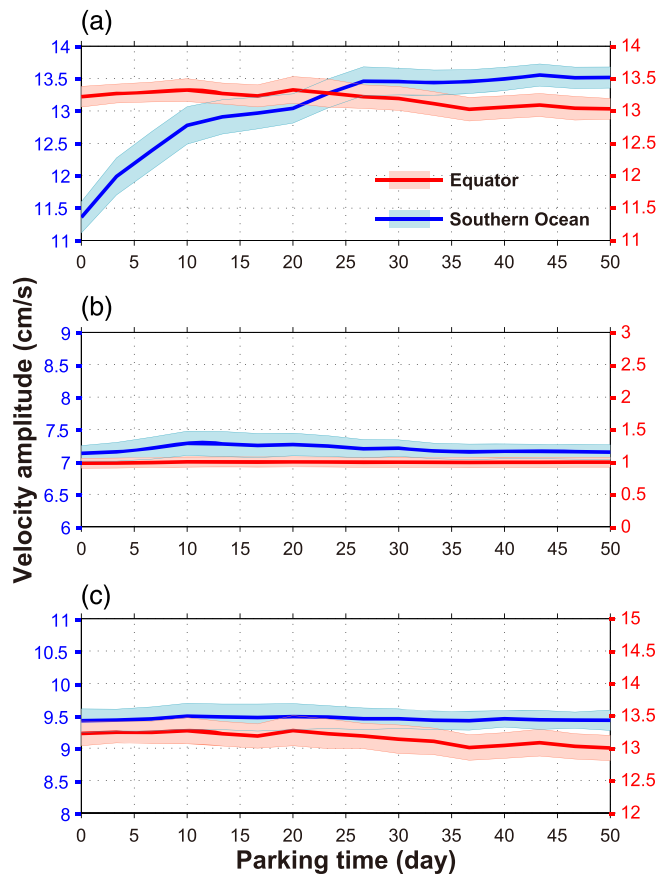 (a)
14 14
13.5 13.5
13 13
12.5 12.5
12 12
11.5 11.5
11 11
Equator
Southern Ocean
0 5 10 15 20 25 30 35 40 45 50
Velocity amplitude (cm/s)
(b)
9 3
8.5 2.5
8 2
7.5 1.5
7 1
6.5 0.5
6 0
0 5 10 15 20 25 30 35 40 45 50
(c)
11 15
10.5 14.5
10 14
9.5 13.5
9 13
8.5 12.5
8 12
0 5 10 15 20 25 30 35 40 45 50
Parking time (day)